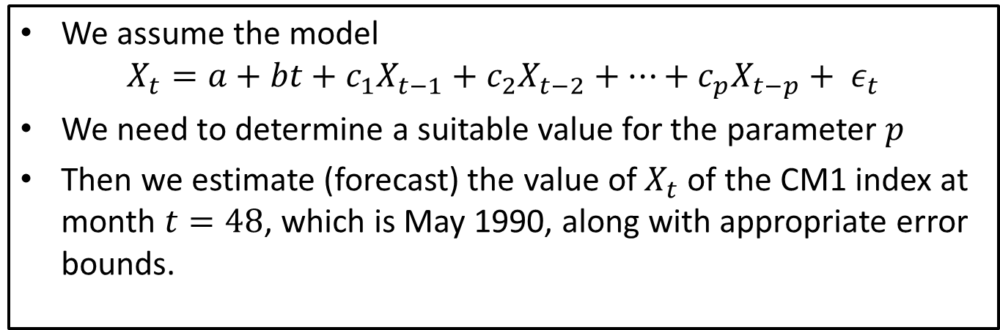 • We assume the model
X_t = a + bt + c_1X_{t−1} + c_2X_{t−2} + ⋯ + c_pX_{t−p} + ϵ_t
• We need to determine a suitable value for the parameter p
• Then we estimate (forecast) the value of X_t of the CM1 index at
month t = 48, which is May 1990, along with appropriate error
bounds.